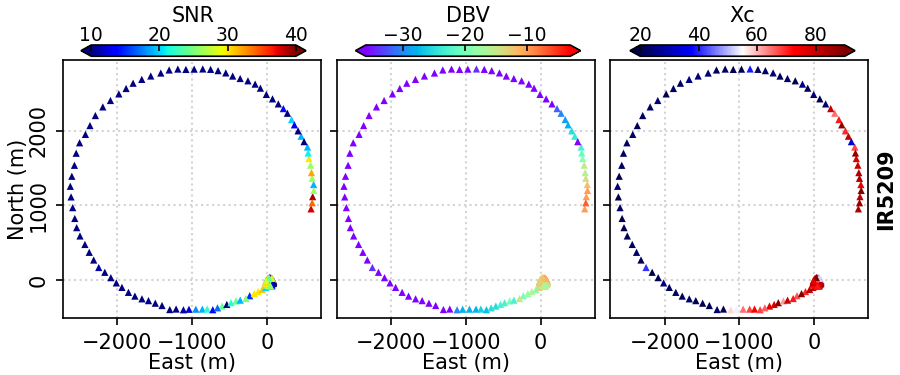 SNR DBV Xc
10 20 30 40 −30 −20 −10 20 40 60 80
North (m)
2000
1000
0
−2000 −1000 0 −2000 −1000 0 −2000 −1000 0
East (m) East (m) East (m)
IR5209